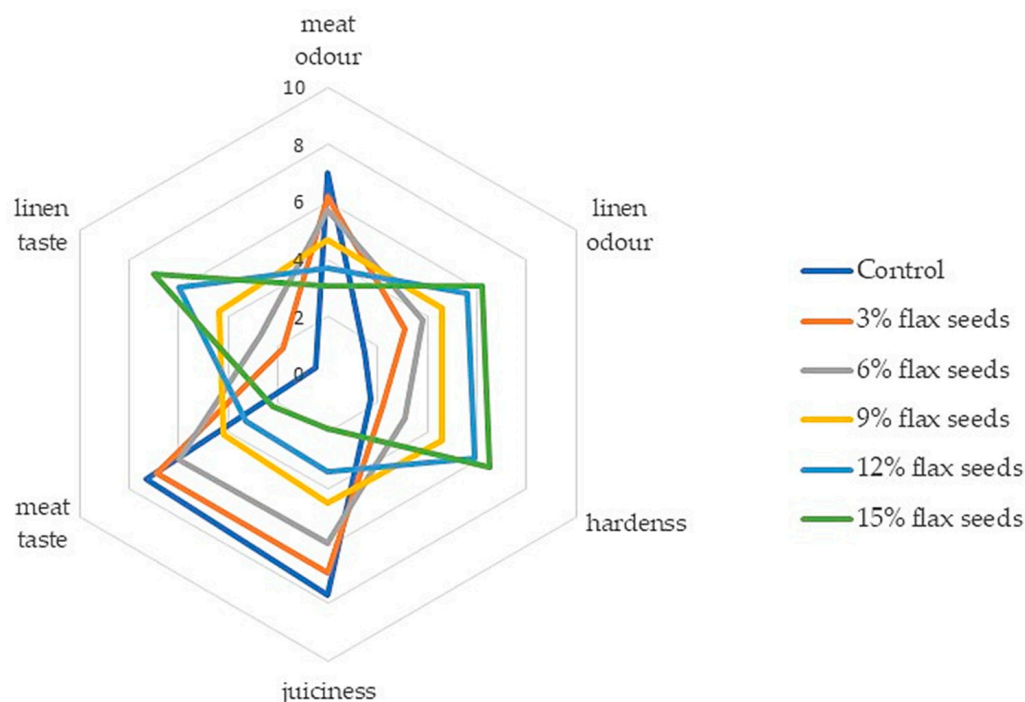 meat
odour
10
8
6
4
2
0
linen
odour
hardenss
juiciness
meat
taste
linen
taste
Control
3% flax seeds
6% flax seeds
9% flax seeds
12% flax seeds
15% flax seeds